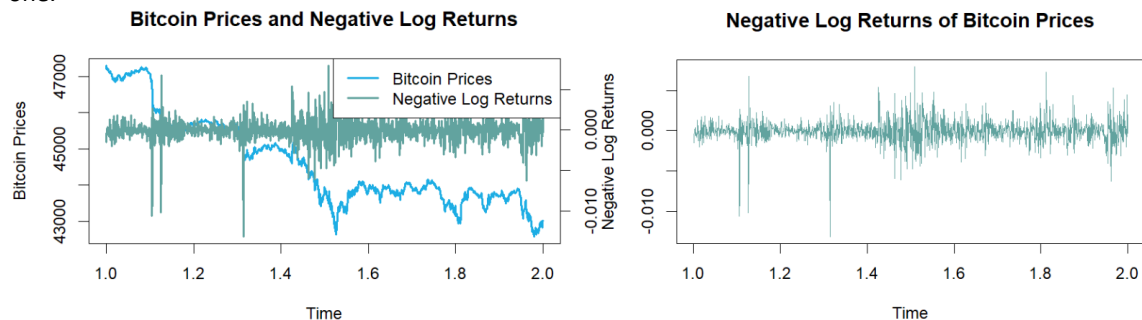 Bitcoin Prices and Negative Log Returns
Bitcoin Prices
Negative Log Returns
43000
45000
47000
Bitcoin Prices
-0.010
0.000
Negative Log Returns
1.0 1.2 1.4 1.6 1.8 2.0
Time
Negative Log Returns of Bitcoin Prices
-0.010
0.000
1.0 1.2 1.4 1.6 1.8 2.0
Time